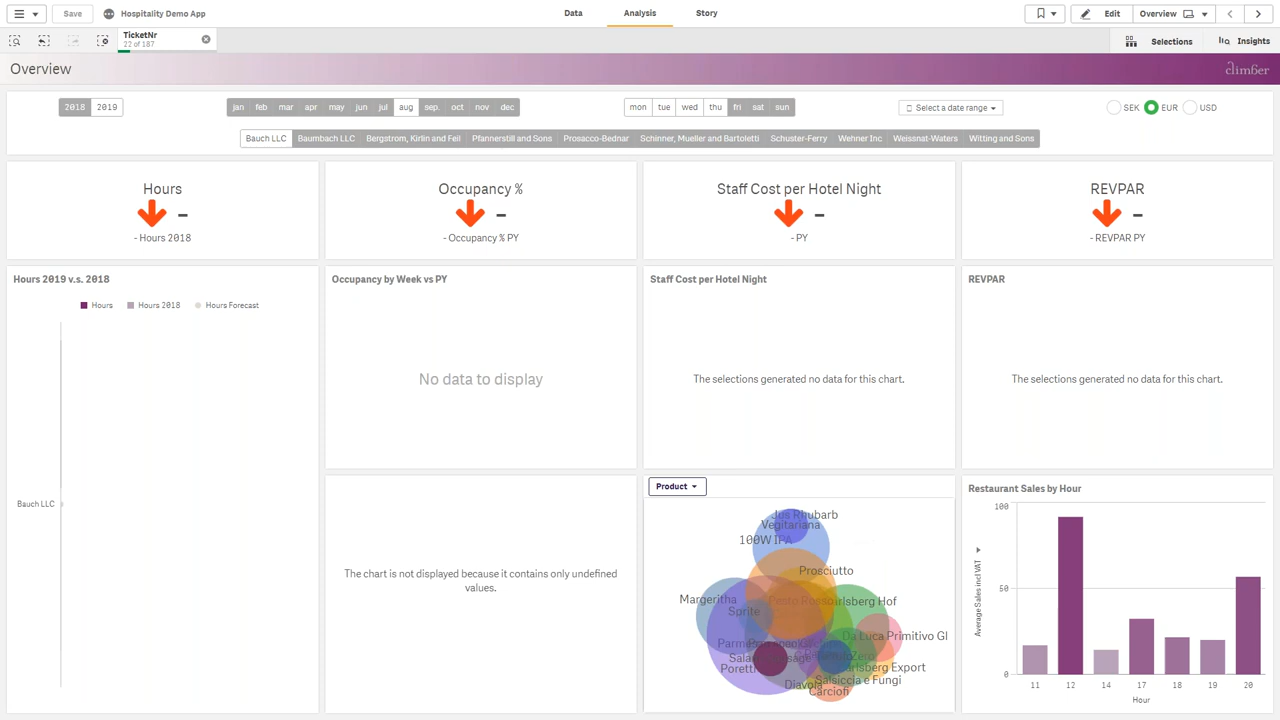 Save
Hospitality Demo App
Data
Analysis
Story
Edit
Overview
TicketNr
22 of 187
Selections
Insights
Overview
climber
2018 2019
jan feb mar apr may jun jul aug sep. oct nov dec
mon tue wed thu fri sat sun
Select a date range
SEK EUR USD
Bauch LLC Baumbach LLC Bergstrom, Kirlin and Feil Pfannerstill and Sons Prosacco-Bednar Schinner, Mueller and Bartoletti Schuster-Ferry Wehner Inc Weissnat-Waters Witting and Sons
Hours
-
- Hours 2018
Occupancy %
-
- Occupancy % PY
Staff Cost per Hotel Night
-
- PY
REVPAR
-
- REVPAR PY
Hours 2019 v.s. 2018
Hours Hours 2018 Hours Forecast
Bauch LLC
Occupancy by Week vs PY
No data to display
Staff Cost per Hotel Night
The selections generated no data for this chart.
REVPAR
The selections generated no data for this chart.
The chart is not displayed because it contains only undefined
values.
Product
Jus Rhubarb
Vegitariana
100W IPA
Prosciutto
Margeritha
Sprite
Da Luca Primitivo GI
Salsiccia e Fungi
Diavola
Carciofi
Restaurant Sales by Hour
Average Sales incl VAT
100
50
0
11 12 14 17 18 19 20
Hour